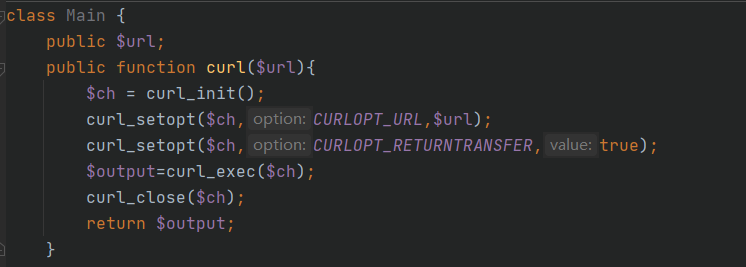 class Main {
public $url;
public function curl($url){
$ch = curl_init();
curl_setopt($ch, option: CURLOPT_URL,$url);
curl_setopt($ch, option: CURLOPT_RETURNTRANSFER, value: true);
$output=curl_exec($ch);
curl_close($ch);
return $output;
}